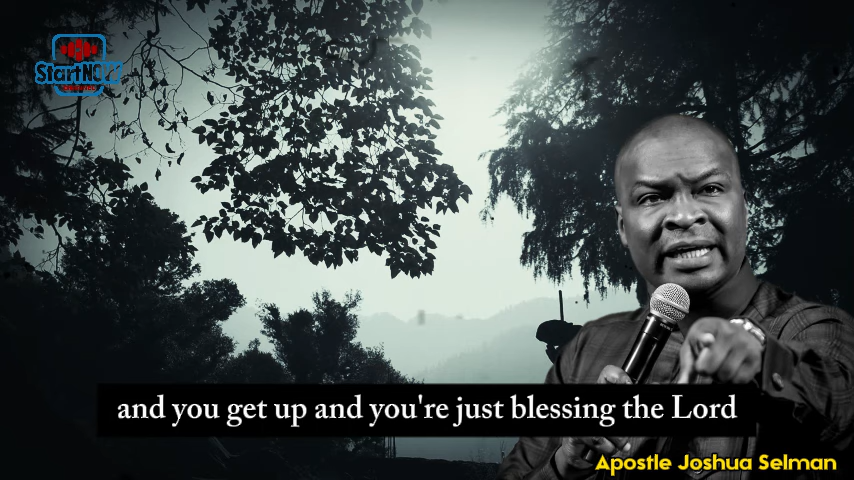 StartNOW
and you get up and you're just blessing the Lord
Apostle Joshua Selman